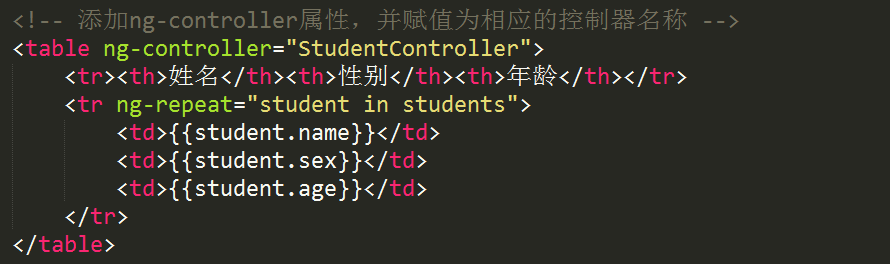 <!-- 添加ng-controller属性，并赋值为相应的控制器名称 -->
<table ng-controller="StudentController">
    <tr><th>姓名</th><th>性别</th><th>年龄</th></tr>
    <tr ng-repeat="student in students">
        <td>{{student.name}}</td>
        <td>{{student.sex}}</td>
        <td>{{student.age}}</td>
    </tr>
</table>